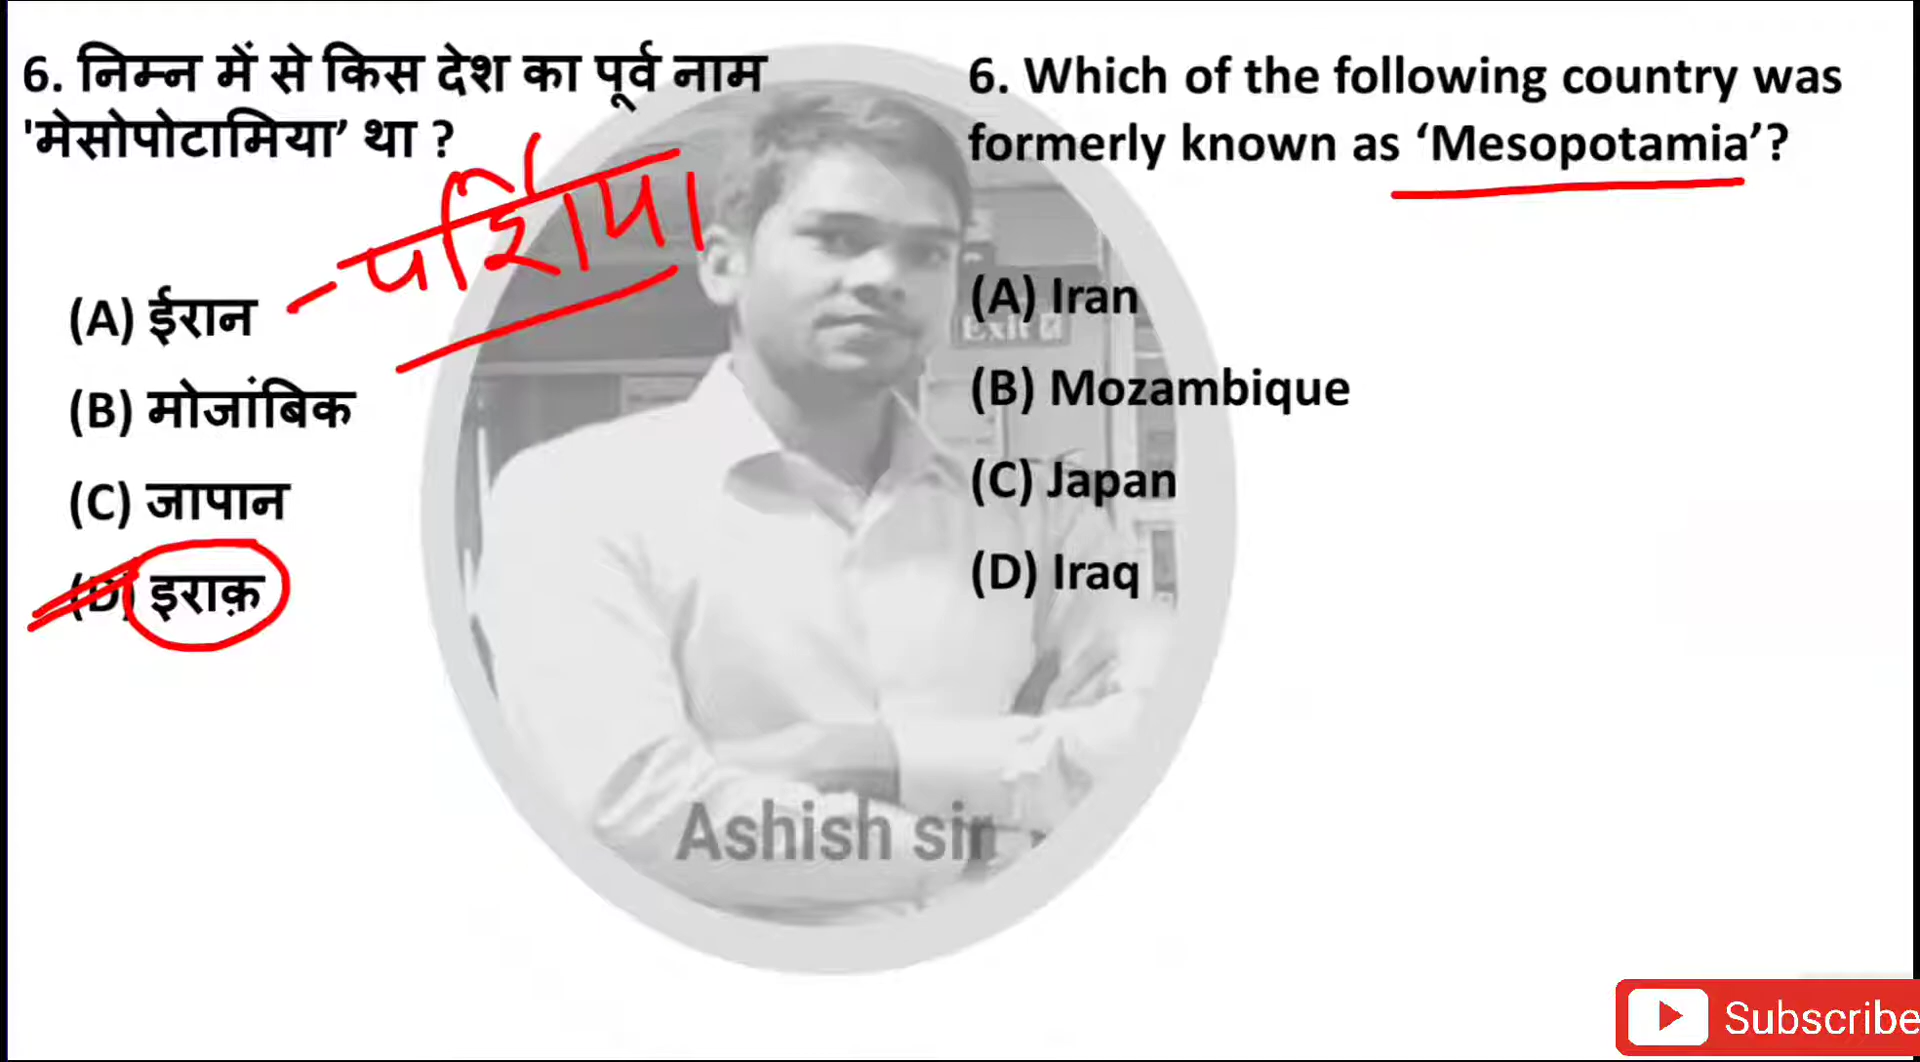 6. निम्न में से किस देश का पूर्व नाम
'मेसोपोटामिया’ था ?
- पर्शिया
(A) ईरान
(B) मोजांबिक
(C) जापान
(D) इराक़
6. Which of the following country was
formerly known as ‘Mesopotamia’?
(A) Iran
Exit
(B) Mozambique
(C) Japan
(D) Iraq
Ashish sir
Subscribe